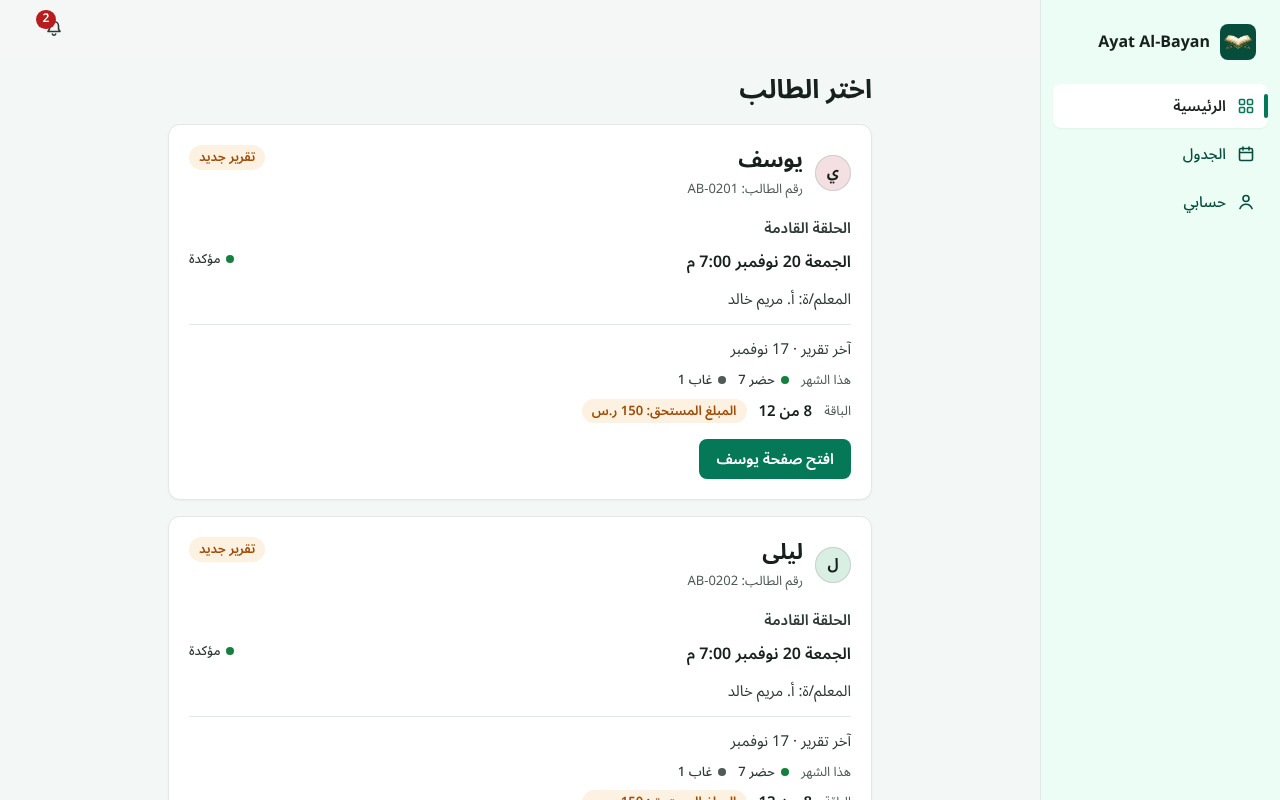 Ayat Al-Bayan
الرئيسية
الجدول
حسابي
2
اختر الطالب
ي
يوسف
تقرير جديد
رقم الطالب: AB-0201
الحلقة القادمة
الجمعة 20 نوفمبر 7:00 م
مؤكدة
المعلم/ة: أ. مريم خالد
آخر تقرير · 17 نوفمبر
هذا الشهر حضر 7 غاب 1
الباقة 8 من 12 المبلغ المستحق: 150 ر.س
افتح صفحة يوسف
ل
ليلى
تقرير جديد
رقم الطالب: AB-0202
الحلقة القادمة
الجمعة 20 نوفمبر 7:00 م
مؤكدة
المعلم/ة: أ. مريم خالد
آخر تقرير · 17 نوفمبر
هذا الشهر حضر 7 غاب 1